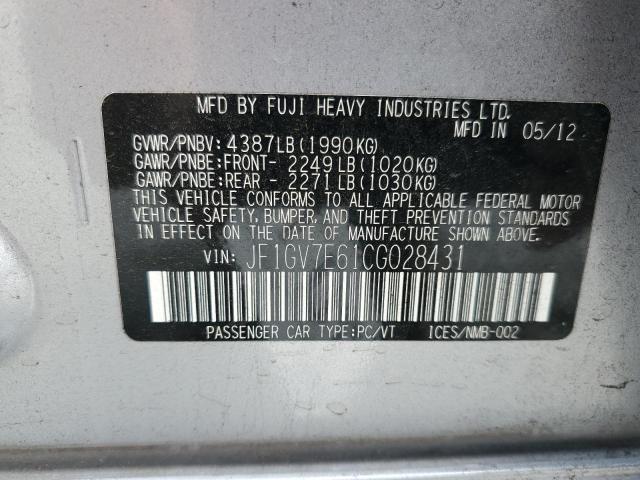 MFD BY FUJI HEAVY INDUSTRIES LTD.
MFD IN 05/12
GVWR/PNBV: 4387LB(1990KG)
GAWR/PNBE:FRONT- 2249LB(1020KG)
GAWR/PNBE:REAR - 2271LB(1030KG)
THIS VEHICLE CONFORMS TO ALL APPLICABLE FEDERAL MOTOR
VEHICLE SAFETY, BUMPER, AND THEFT PREVENTION STANDARDS
IN EFFECT ON THE DATE OF MANUFACTURE SHOWN ABOVE.
VIN: JF1GV7E61CG028431
PASSENGER CAR TYPE:PC/VT ICES/NMB-002